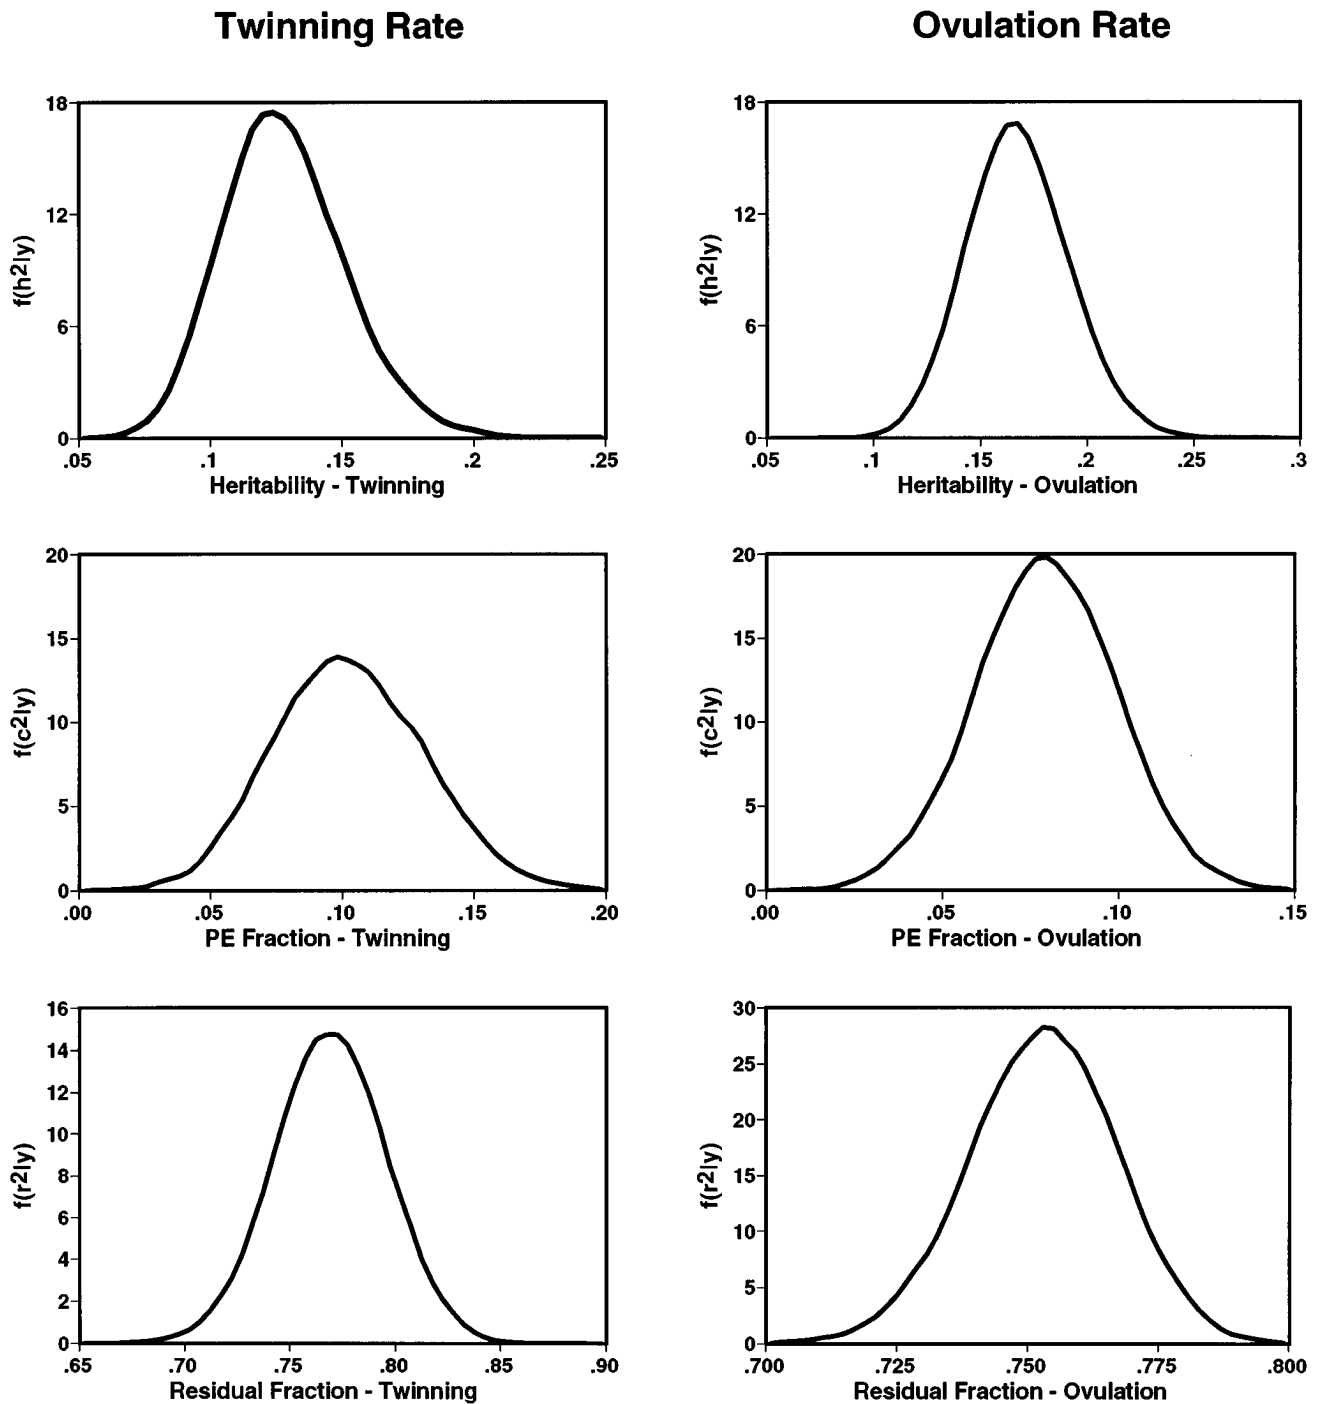 Twinning Rate
Ovulation Rate
18
12
6
0
f(h2|y)
.05 .1 .15 .2 .25
Heritability - Twinning
18
12
6
0
f(h2|y)
.05 .1 .15 .2 .25 .3
Heritability - Ovulation
20
15
10
5
0
f(c2|y)
.00 .05 .10 .15 .20
PE Fraction - Twinning
20
15
10
5
0
f(c2|y)
.00 .05 .10 .15
PE Fraction - Ovulation
16
14
12
10
8
6
4
2
0
f(r2|y)
.65 .70 .75 .80 .85 .90
Residual Fraction - Twinning
30
25
20
15
10
5
0
f(r2|y)
.700 .725 .750 .775 .800
Residual Fraction - Ovulation